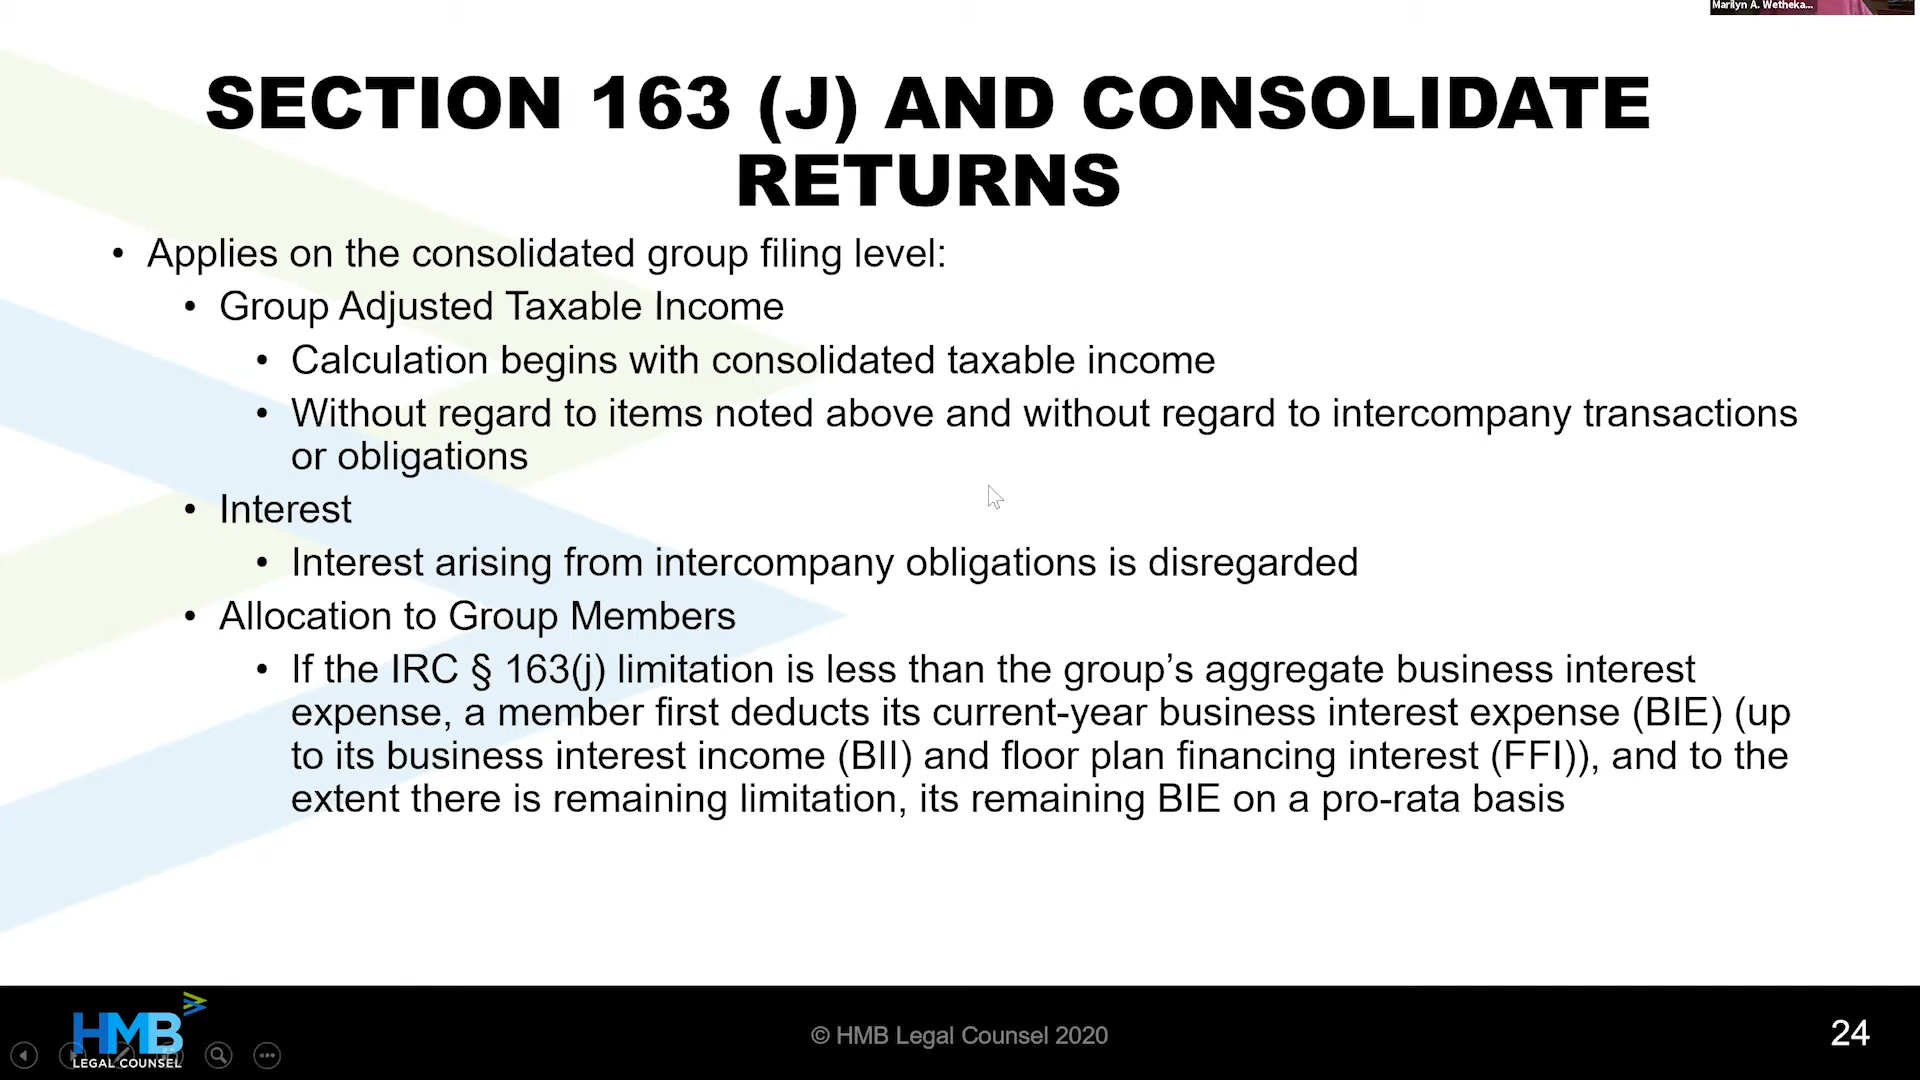 Marilyn A. Wetheka...
SECTION 163 (J) AND CONSOLIDATE
RETURNS
• Applies on the consolidated group filing level:
• Group Adjusted Taxable Income
• Calculation begins with consolidated taxable income
• Without regard to items noted above and without regard to intercompany transactions
or obligations
• Interest
• Interest arising from intercompany obligations is disregarded
• Allocation to Group Members
• If the IRC § 163(j) limitation is less than the group’s aggregate business interest
expense, a member first deducts its current-year business interest expense (BIE) (up
to its business interest income (BII) and floor plan financing interest (FFI)), and to the
extent there is remaining limitation, its remaining BIE on a pro-rata basis
HMB
LEGAL COUNSEL
© HMB Legal Counsel 2020
24